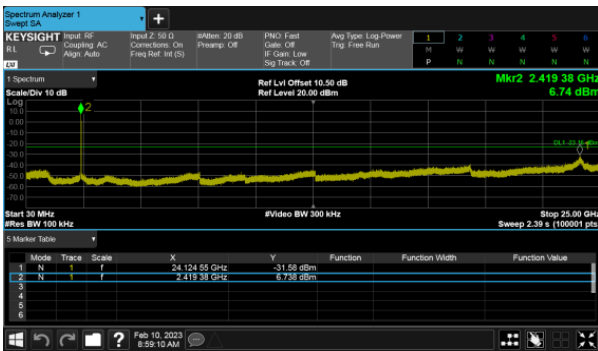 Spectrum Analyzer 1
Swept SA
+
KEYSIGHT
RL
Input: RF
Coupling: AC
Align: Auto
Input Z: 50 Ω
Corrections: On
Freq Ref: Int (S)
#Atten: 20 dB
Preamp: Off
PNO: Fast
Gate: Off
IF Gain: Low
Sig Track: Off
Avg Type: Log-Power
Trig: Free Run
1 2 3 4 5 6
M W W W W W
P N N N N N
1 Spectrum
Scale/Div 10 dB
Ref Lvl Offset 10.50 dB
Ref Level 20.00 dBm
Mkr2 2.419 38 GHz
6.74 dBm
Log
10.0
0.00
-10.0
-20.0
-30.0
-40.0
-50.0
-60.0
-70.0
2
Start 30 MHz
#Res BW 100 kHz
#Video BW 300 kHz
Stop 25.00 GHz
Sweep 2.39 s (100001 pts)
5 Marker Table
Mode Trace Scale X Y Function Function Width Function Value
1 N 1 f 24.124 55 GHz -31.58 dBm
2 N 1 f 2.419 38 GHz 6.738 dBm
3
4
5
6
?
Feb 10, 2023
8:59:10 AM